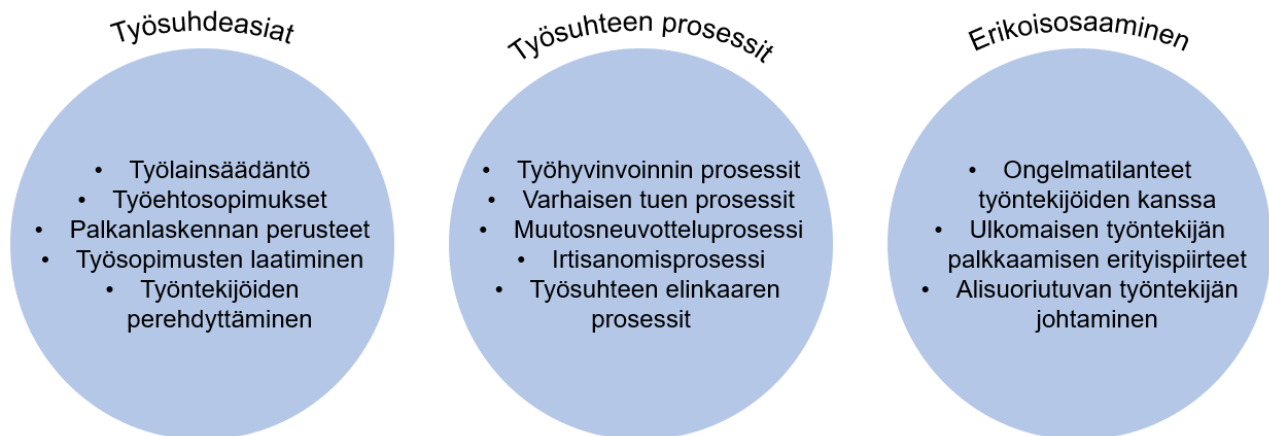 Työsuhdeasiat
• Työlainsäädäntö
• Työehtosopimukset
• Palkanlaskennan perusteet
• Työsopimusten laatiminen
• Työntekijöiden
perehdyttäminen
Työsuhteen prosessit
• Työhyvinvoinnin prosessit
• Varhaisen tuen prosessit
• Muutosneuvotteluprosessi
• Irtisanomisprosessi
• Työsuhteen elinkaaren
prosessit
Erikoisosaaminen
• Ongelmatilanteet
työntekijöiden kanssa
• Ulkomaisen työntekijän
palkkaamisen erityispiirteet
• Alisuoriutuvan työntekijän
johtaminen